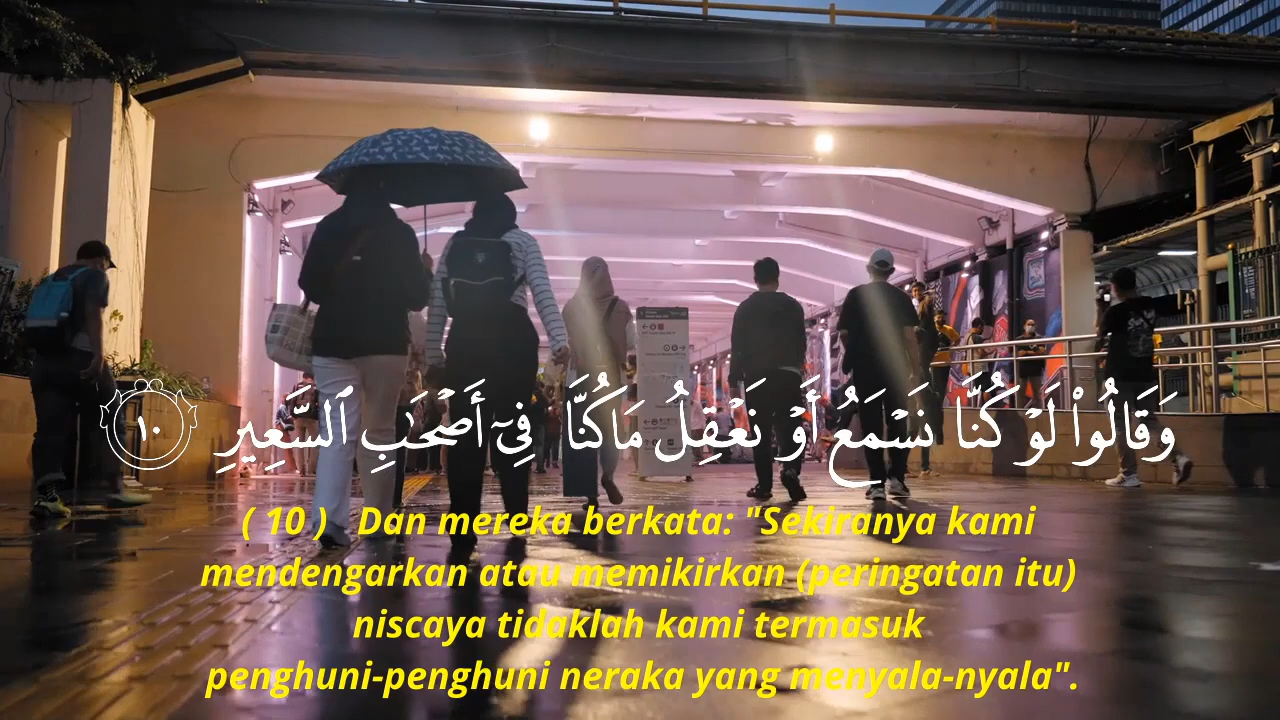 وَقَالُوا۟ لَوْ كُنَّا نَسْمَعُ أَوْ نَعْقِلُ مَاكُنَّا فِىٓ أَصْحَٰبِ ٱلسَّعِيرِ ١٠
( 10 ) Dan mereka berkata: "Sekiranya kami
mendengarkan atau memikirkan (peringatan itu)
niscaya tidaklah kami termasuk
penghuni-penghuni neraka yang menyala-nyala".